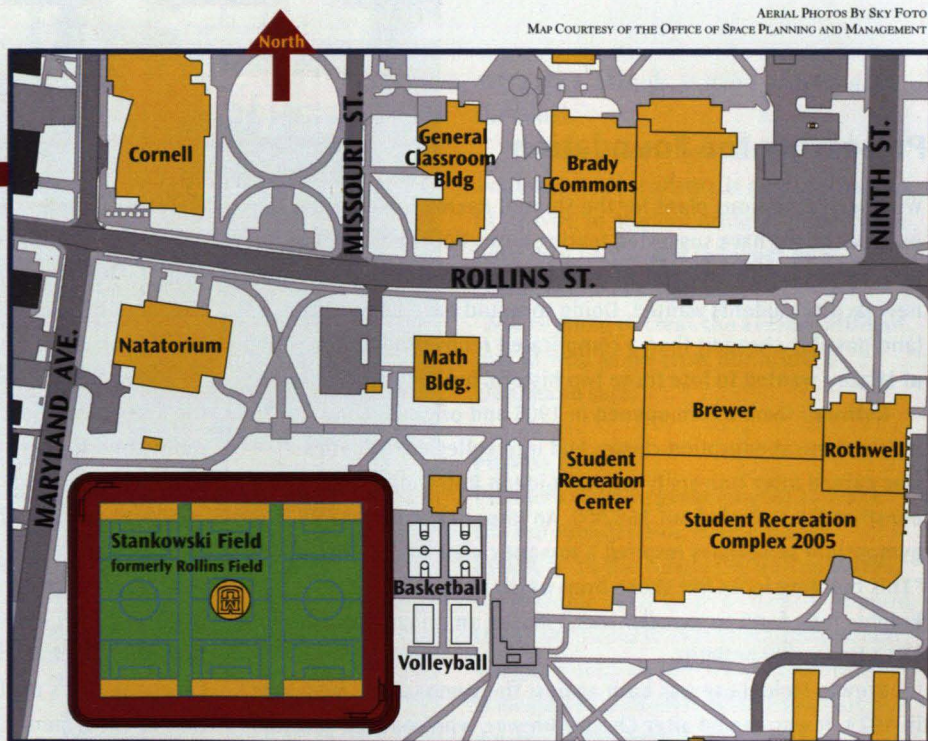 AERIAL PHOTOS BY SKY FOTO
MAP COURTESY OF THE OFFICE OF SPACE PLANNING AND MANAGEMENT
North
Cornell
MISSOURI ST.
General
Classroom
Bldg
Brady
Commons
NINTH ST.
ROLLINS ST.
MARYLAND AVE.
Natatorium
Math
Bldg.
Brewer
Rothwell
Student
Recreation
Center
Student Recreation
Complex 2005
Stankowski Field
formerly Rollins Field
Basketball
Volleyball